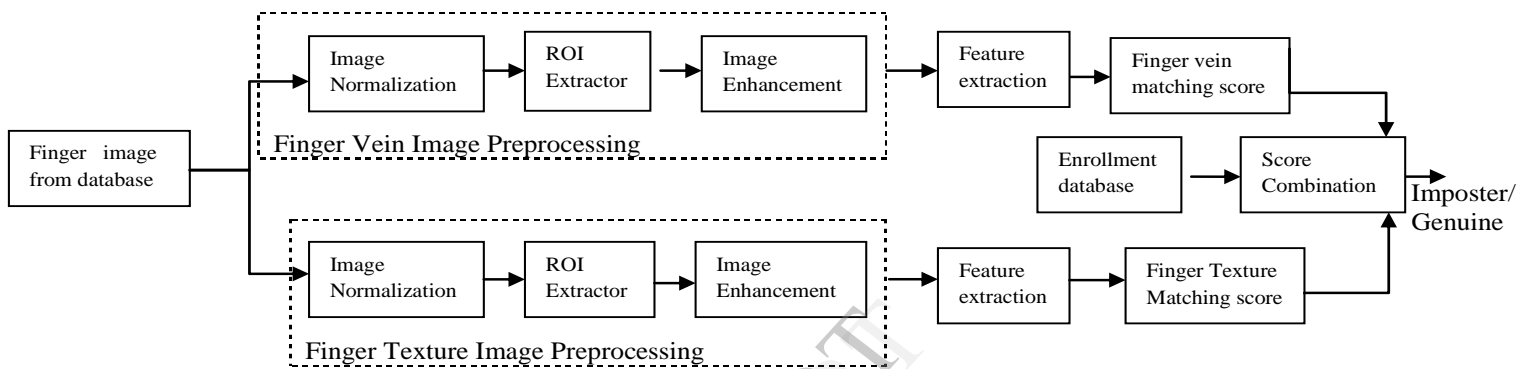 Image
Normalization
ROI
Extractor
Image
Enhancement
Finger Vein Image Preprocessing
Feature
extraction
Finger vein
matching score
Finger image
from database
Enrollment
database
Score
Combination
Imposter/
Genuine
Image
Normalization
ROI
Extractor
Image
Enhancement
Finger Texture Image Preprocessing
Feature
extraction
Finger Texture
Matching score